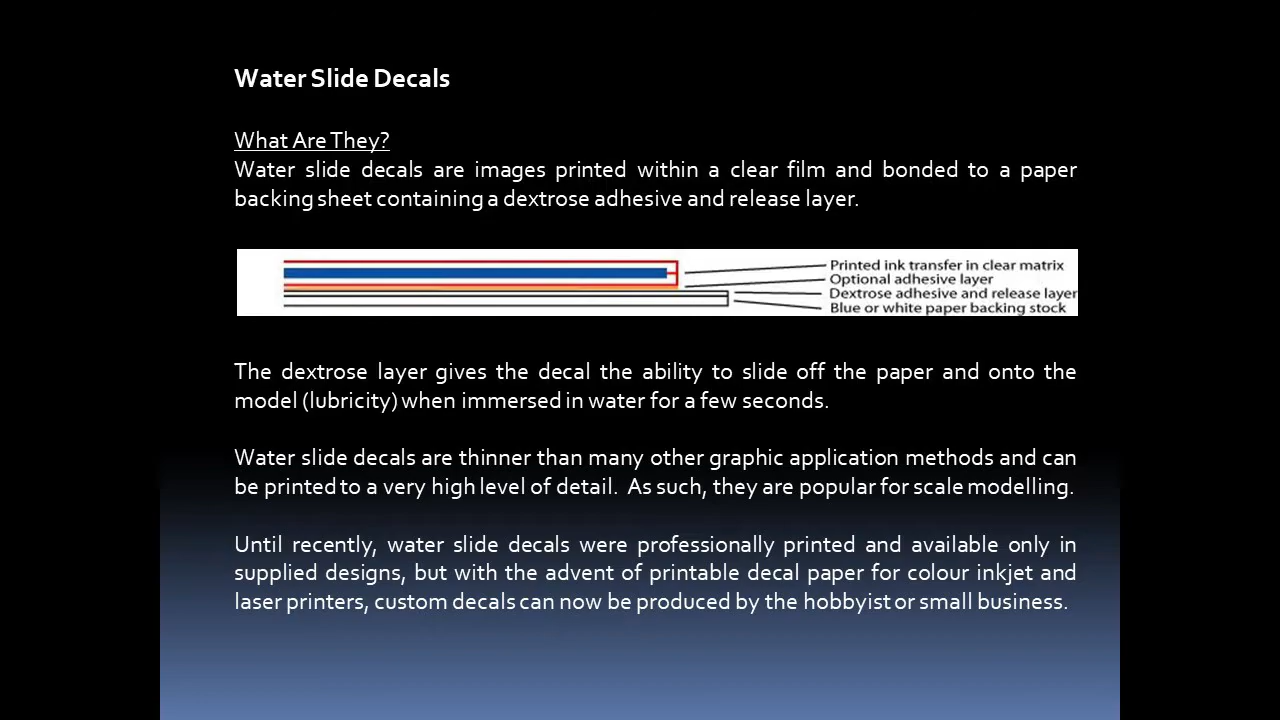 Water Slide Decals
What Are They?
Water slide decals are images printed within a clear film and bonded to a paper
backing sheet containing a dextrose adhesive and release layer.
Printed ink transfer in clear matrix
Optional adhesive layer
Dextrose adhesive and release layer
Blue or white paper backing stock
The dextrose layer gives the decal the ability to slide off the paper and onto the
model (lubricity) when immersed in water for a few seconds.
Water slide decals are thinner than many other graphic application methods and can
be printed to a very high level of detail.  As such, they are popular for scale modelling.
Until recently, water slide decals were professionally printed and available only in
supplied designs, but with the advent of printable decal paper for colour inkjet and
laser printers, custom decals can now be produced by the hobbyist or small business.